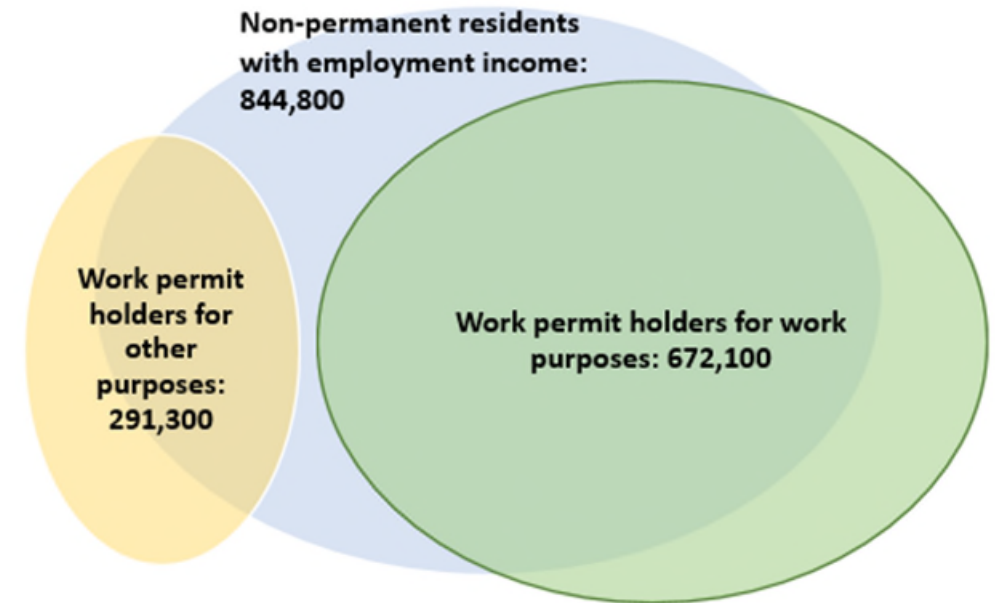 Non-permanent residents
with employment income:
844,800
Work permit
holders for
other
purposes:
291,300
Work permit holders for work
purposes: 672,100